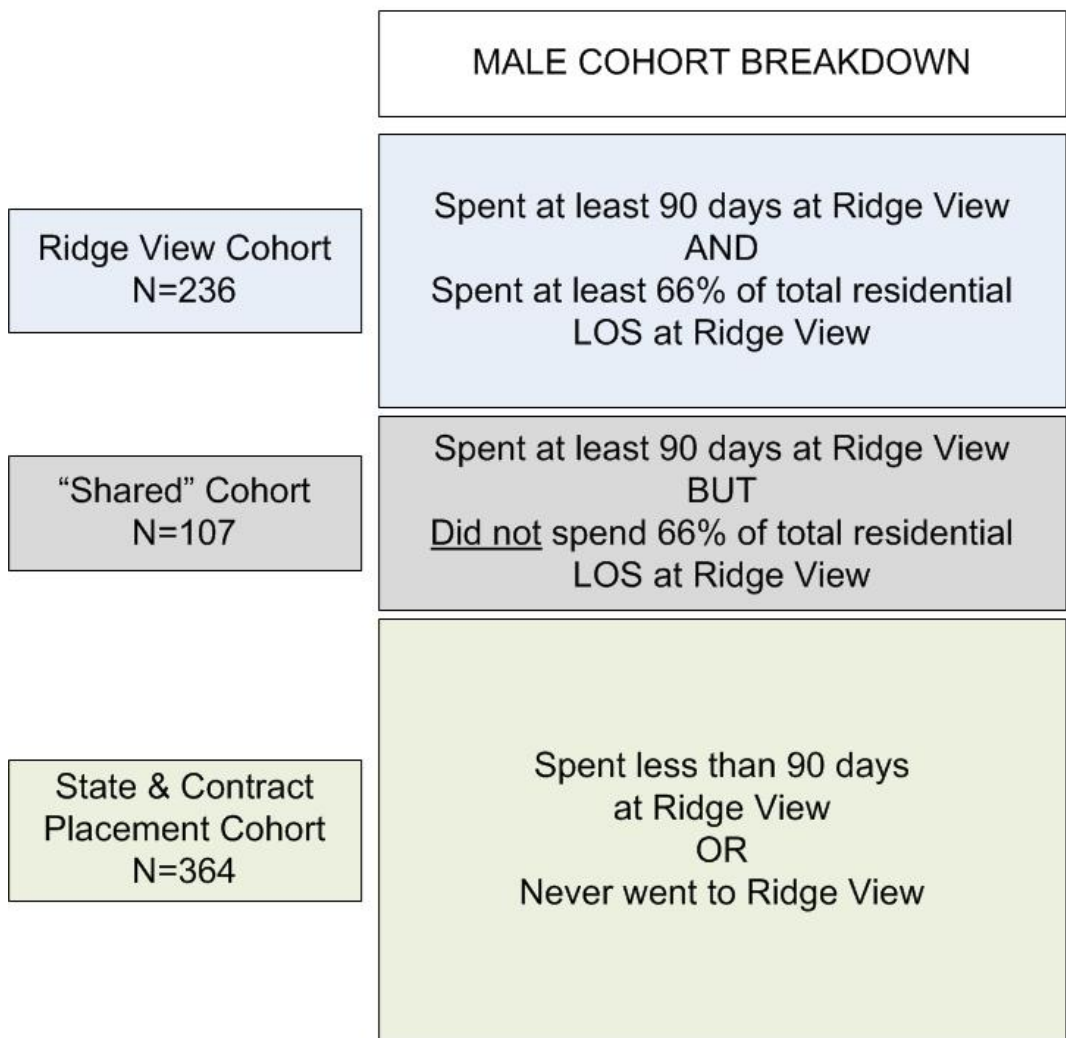 MALE COHORT BREAKDOWN
Ridge View Cohort
N=236
Spent at least 90 days at Ridge View
AND
Spent at least 66% of total residential
LOS at Ridge View
“Shared” Cohort
N=107
Spent at least 90 days at Ridge View
BUT
Did not spend 66% of total residential
LOS at Ridge View
State & Contract
Placement Cohort
N=364
Spent less than 90 days
at Ridge View
OR
Never went to Ridge View